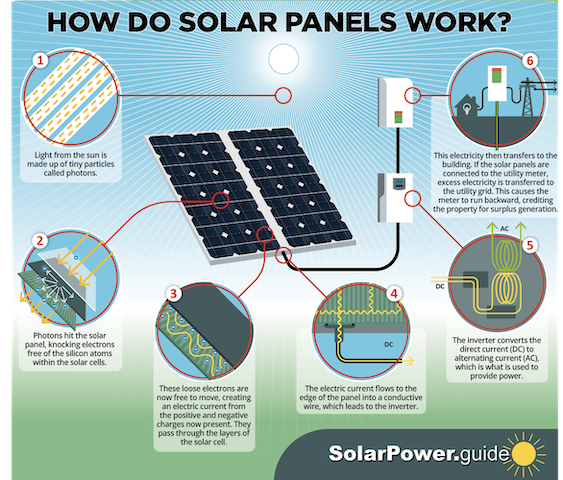 HOW DO SOLAR PANELS WORK?
1
Light from the sun is
made up of tiny particles
called photons.
2
Photons hit the solar
panel, knocking electrons
free of the silicon atoms
within the solar cells.
3
These loose electrons are
now free to move, creating
an electric current from
the positive and negative
charges now present. They
pass through the layers of
the solar cell.
4
DC
The electric current flows to the
edge of the panel into a conductive
wire, which leads to the inverter.
5
AC
DC
The inverter converts the
direct current (DC) to
alternating current (AC),
which is what is used to
provide power.
6
This electricity then transfers to the
building. If the solar panels are
connected to the utility meter,
excess electricity is transferred to
the utility grid. This causes the
meter to run backward, crediting
the property for surplus generation.
SolarPower.guide